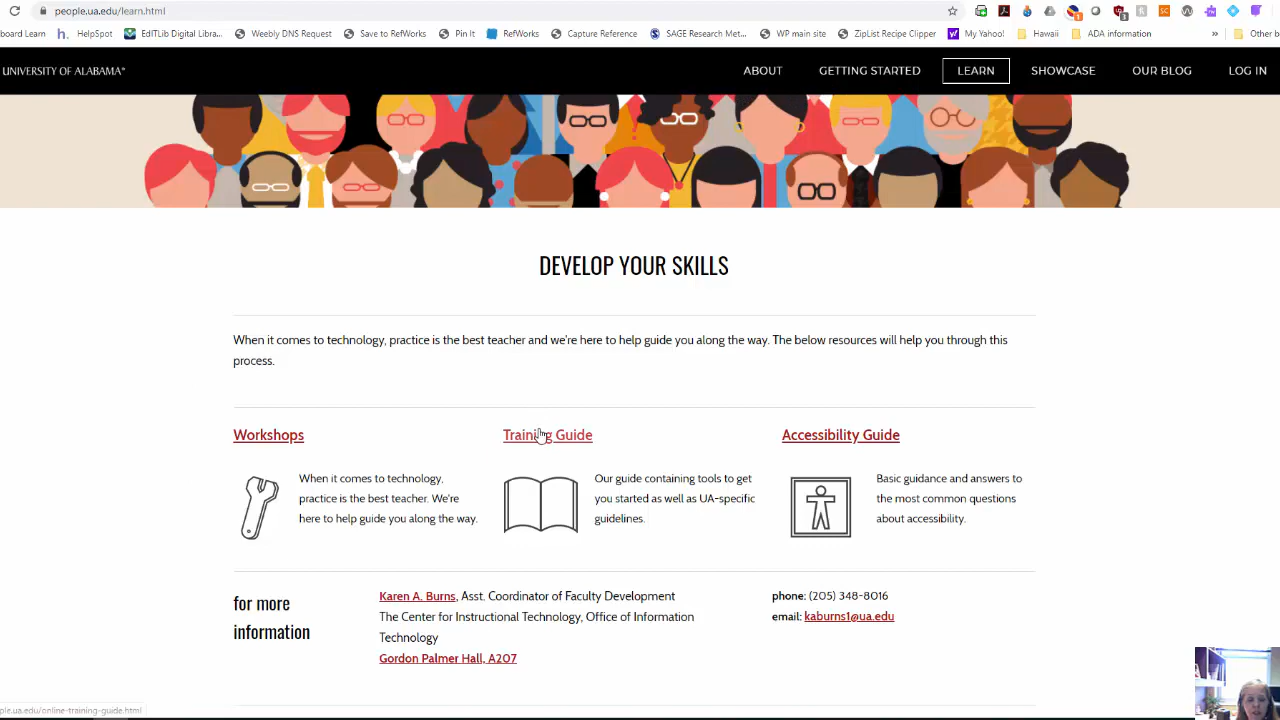 people.ua.edu/learn.html
board Learn HelpSpot EdITLib Digital Librar... Weebly DNS Request Save to RefWorks Pin It RefWorks Capture Reference SAGE Research Met... WP main site ZipList Recipe Clipper My Yahoo! Hawaii ADA information » Other b
UNIVERSITY OF ALABAMA® ABOUT GETTING STARTED LEARN SHOWCASE OUR BLOG LOG IN
DEVELOP YOUR SKILLS
When it comes to technology, practice is the best teacher and we're here to help guide you along the way. The below resources will help you through this
process.
Workshops
When it comes to technology,
practice is the best teacher. We're
here to help guide you along the way.
Training Guide
Our guide containing tools to get
you started as well as UA-specific
guidelines.
Accessibility Guide
Basic guidance and answers to
the most common questions
about accessibility.
for more
information
Karen A. Burns, Asst. Coordinator of Faculty Development
The Center for Instructional Technology, Office of Information
Technology
Gordon Palmer Hall, A207
phone: (205) 348-8016
email: kaburns1@ua.edu
ple.ua.edu/online-training-guide.html